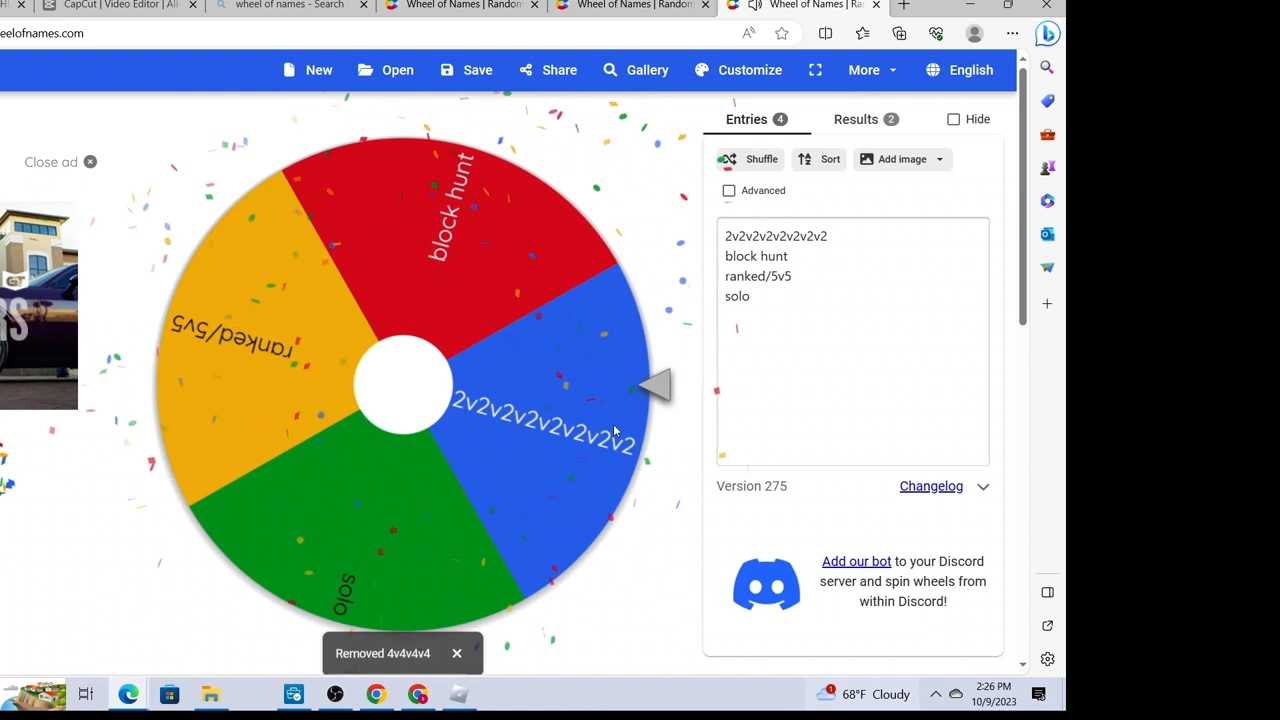 CapCut | Video Editor | All-
wheel of names - Search
Wheel of Names | Random
Wheel of Names | Random
Wheel of Names | Ra
eelofnames.com
New
Open
Save
Share
Gallery
Customize
More
English
Close ad
Entries 4
Results 2
Hide
Shuffle
Sort
Add image
Advanced
2v2v2v2v2v2v2v2
block hunt
ranked/5v5
solo
block hunt
ranked/5v5
2v2v2v2v2v2v2v2
solo
Version 275
Changelog
Add our bot to your Discord
server and spin wheels from
within Discord!
GT
RS
Removed 4v4v4v4
68°F Cloudy
2:26 PM
10/9/2023